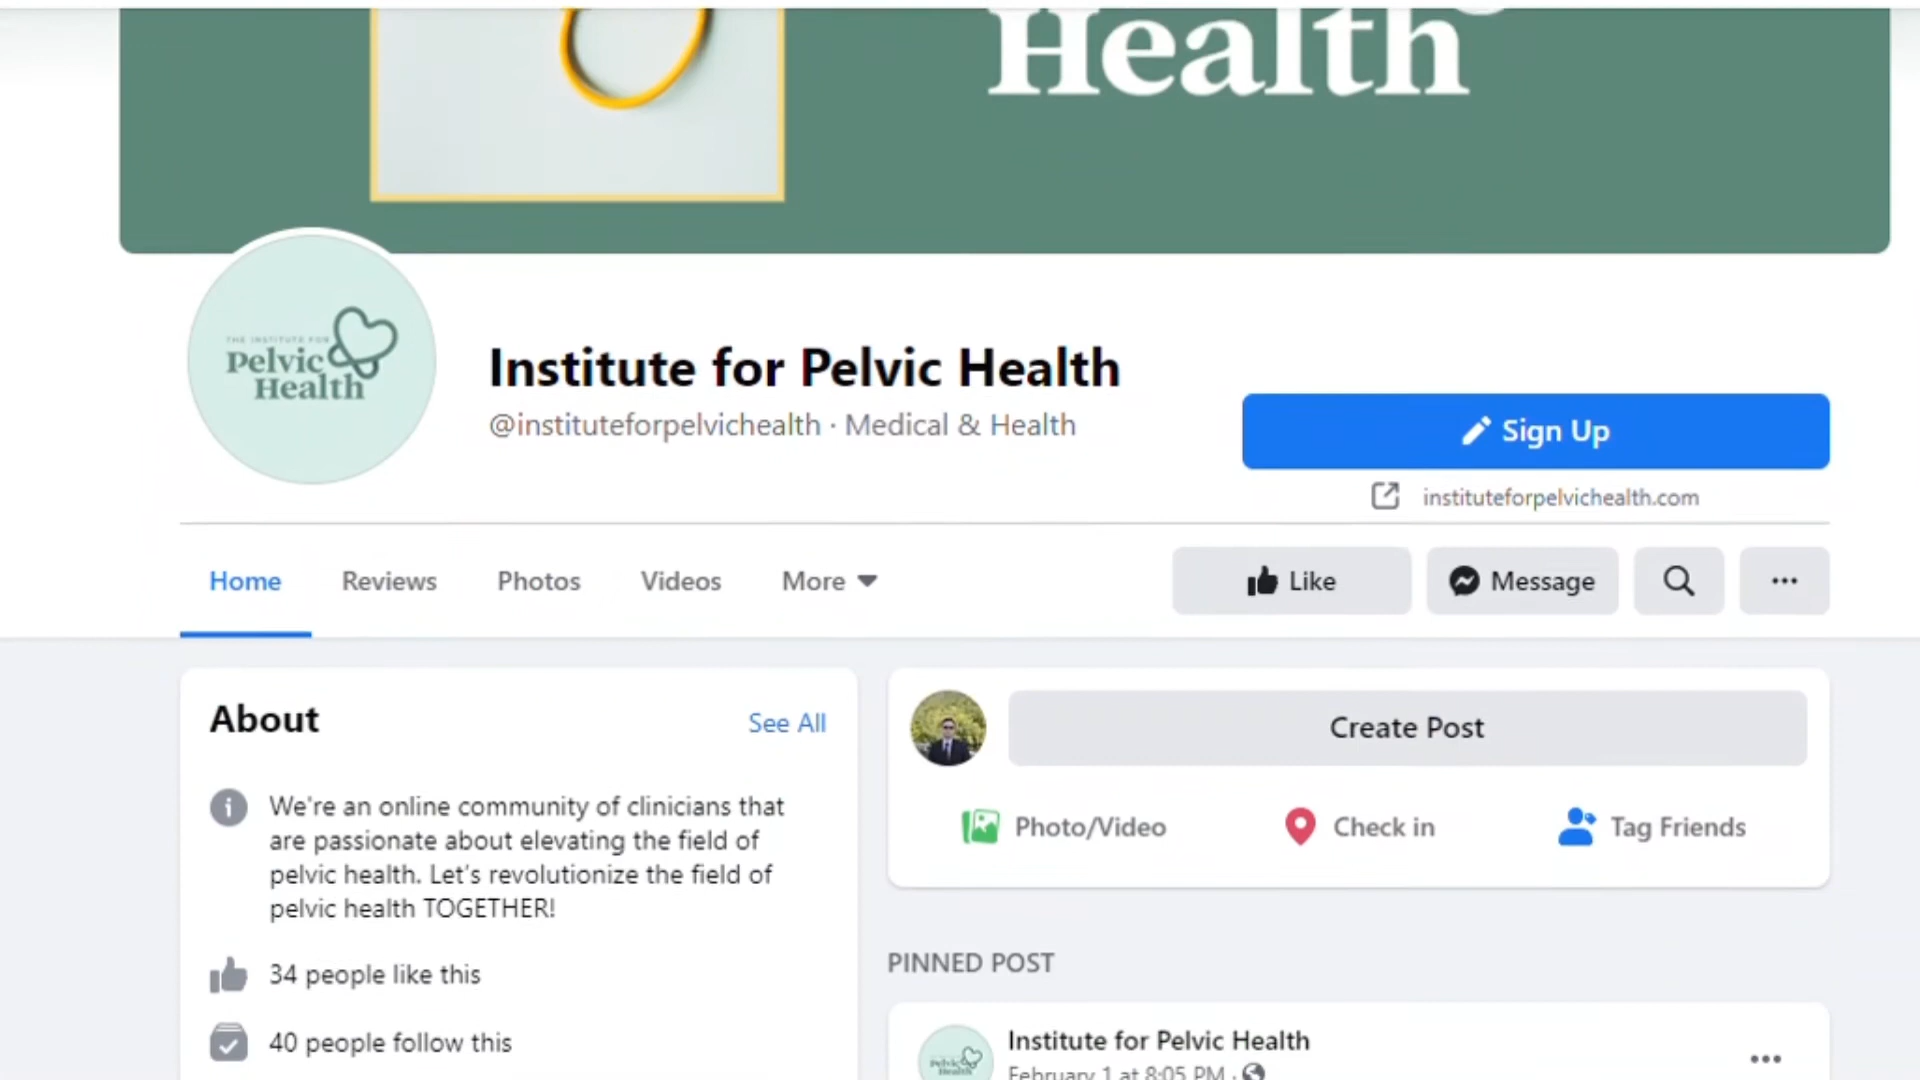 Health
THE INSTITUTE FOR
Pelvic
Health
Institute for Pelvic Health
@instituteforpelvichealth · Medical & Health
Sign Up
instituteforpelvichealth.com
Home
Reviews
Photos
Videos
More
Like
Message
About
See All
We're an online community of clinicians that
are passionate about elevating the field of
pelvic health. Let's revolutionize the field of
pelvic health TOGETHER!
34 people like this
40 people follow this
Create Post
Photo/Video
Check in
Tag Friends
PINNED POST
Pelvic
Health
Institute for Pelvic Health
February 1 at 8:05 PM ·